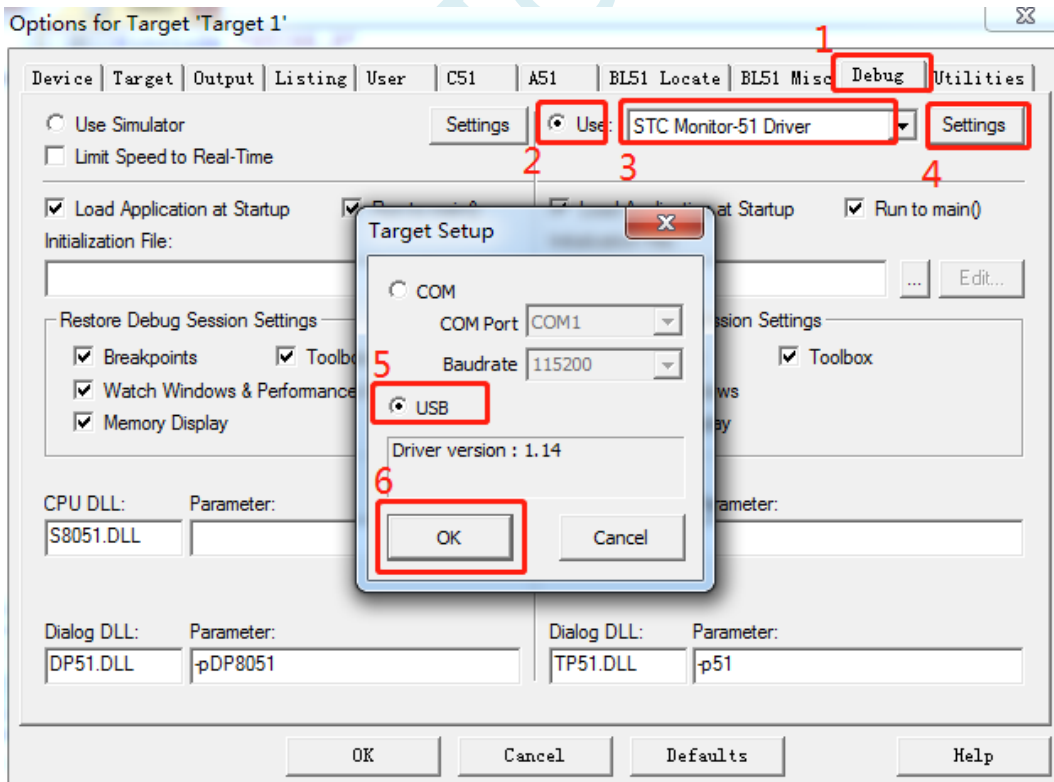 Options for Target 'Target 1'
1
Device Target Output Listing User C51 A51 BL51 Locate BL51 Misc Debug Utilities
Use Simulator Settings Use: STC Monitor-51 Driver Settings
Limit Speed to Real-Time
2 3 4
Load Application at Startup at Startup Run to main()
Initialization File:
... Edit...
Target Setup
COM
COM Port COM1
Baudrate 115200
5
USB
Driver version : 1.14
6
OK Cancel
Restore Debug Session Settings Settings
Breakpoints Toolbox
Watch Windows & Performance
Memory Display
CPU DLL: Parameter:
S8051.DLL
Dialog DLL: Parameter: Dialog DLL: Parameter:
DP51.DLL -pDP8051 TP51.DLL -p51
OK Cancel Defaults Help